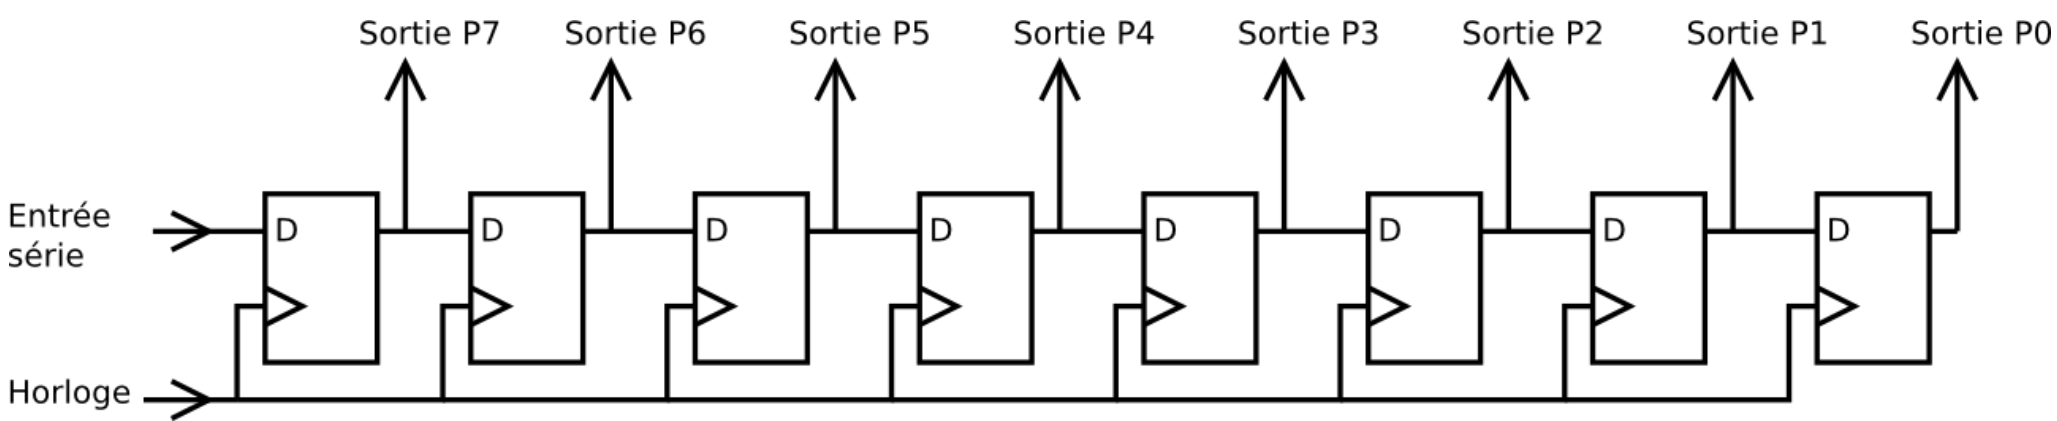 Sortie P7
Sortie P6
Sortie P5
Sortie P4
Sortie P3
Sortie P2
Sortie P1
Sortie P0
Entrée
série
D
D
D
D
D
D
D
D
Horloge